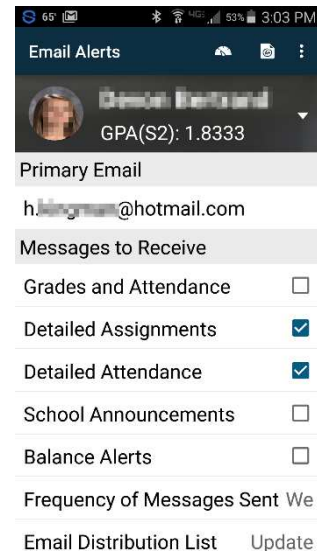 65° 4G 53% 3:03 PM
Email Alerts
GPA(S2): 1.8333
Primary Email
h. @hotmail.com
Messages to Receive
Grades and Attendance
Detailed Assignments
Detailed Attendance
School Announcements
Balance Alerts
Frequency of Messages Sent We
Email Distribution List Update